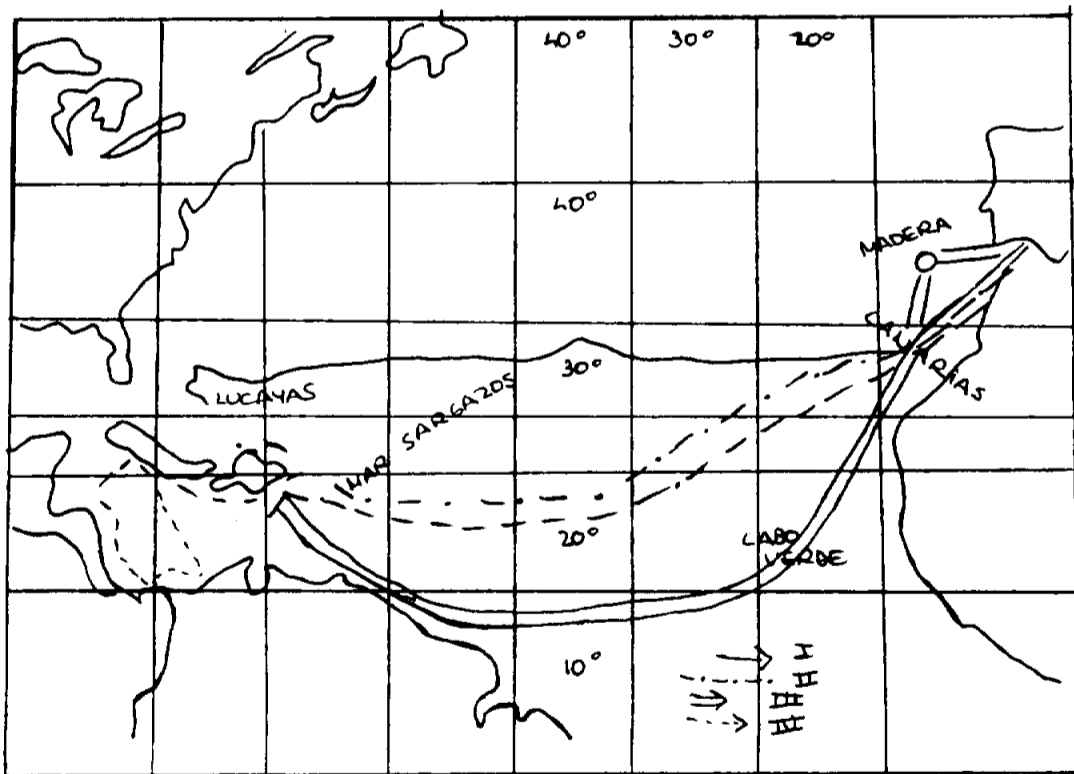 40° 30° 20°
40°
MADERA
CANARIAS
30°
LUCAYAS
MAR SARGAZOS
20°
CABO
VERDE
10°
I
II
III
IV